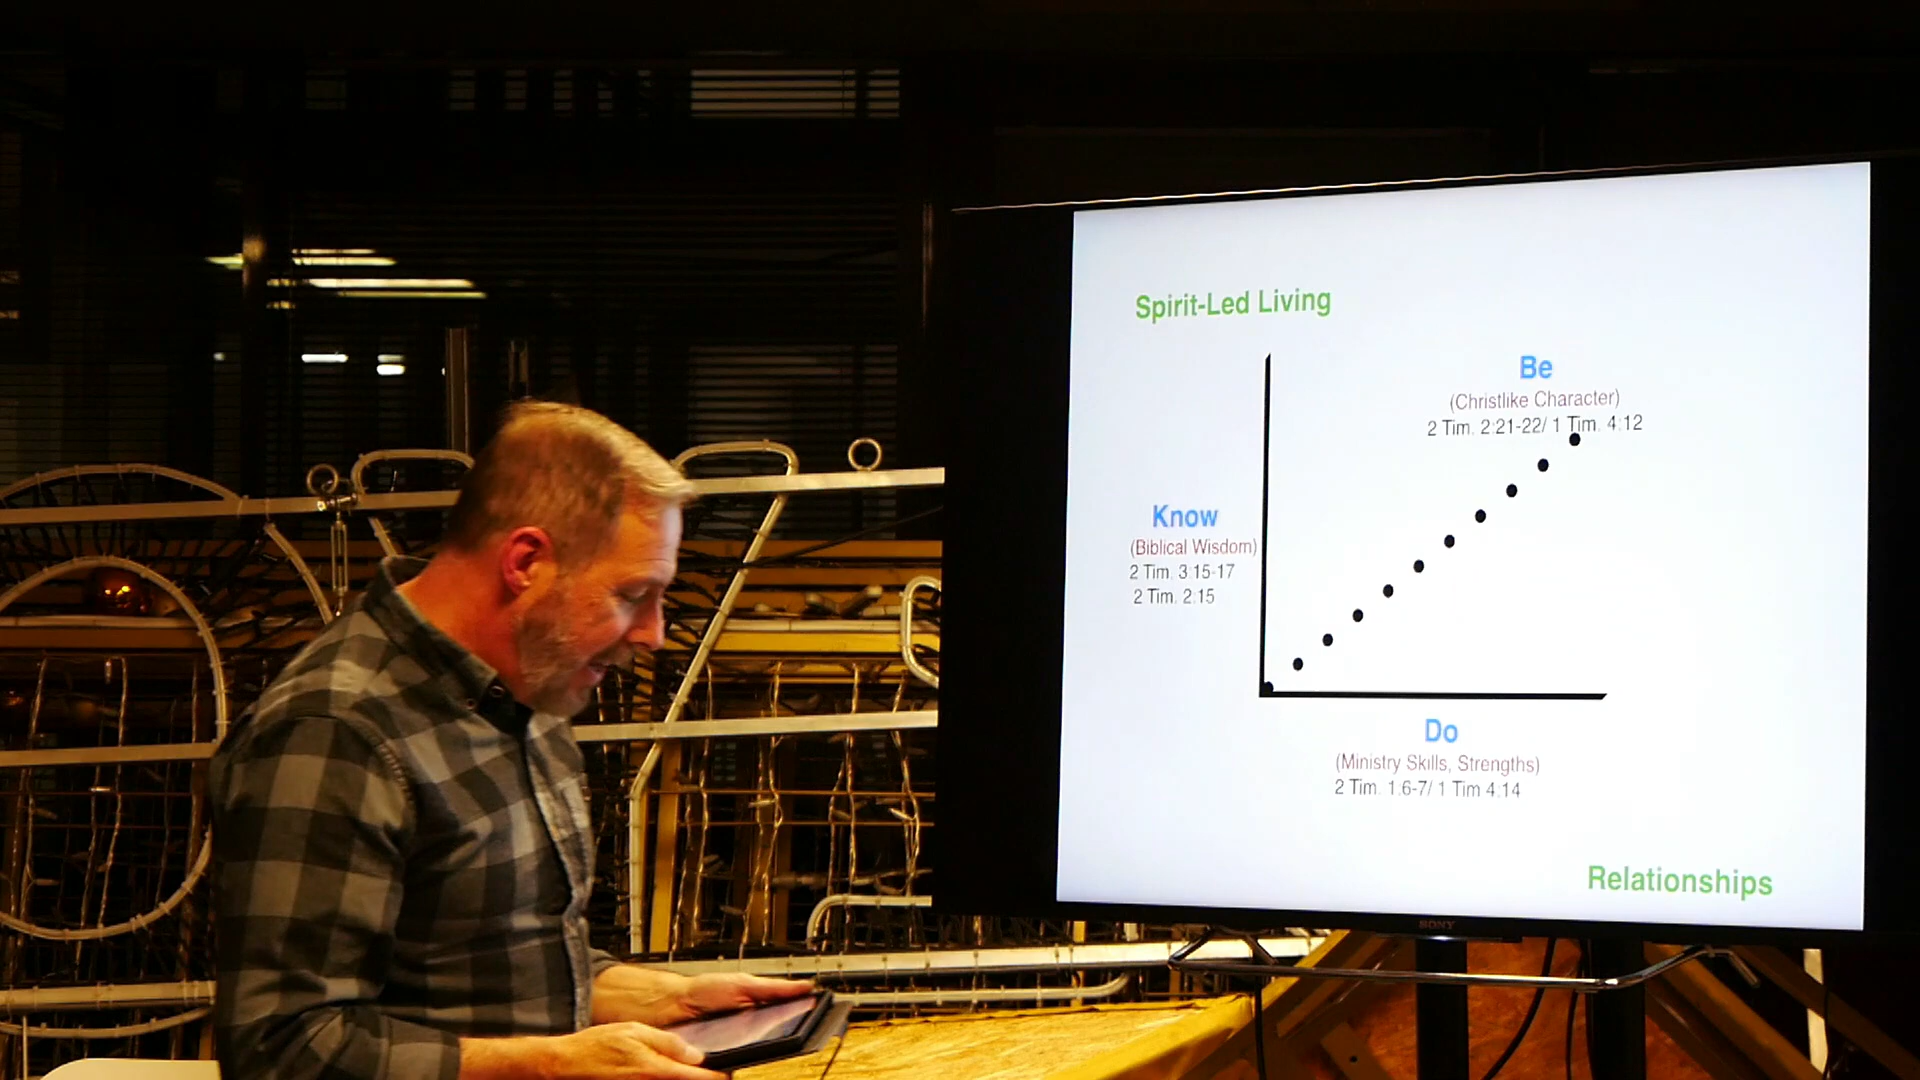 Spirit-Led Living
Be
(Christlike Character)
2 Tim. 2:21-22/ 1 Tim. 4:12
Know
(Biblical Wisdom)
2 Tim. 3:15-17
2 Tim. 2:15
Do
(Ministry Skills, Strengths)
2 Tim. 1:6-7/ 1 Tim 4:14
Relationships
SONY